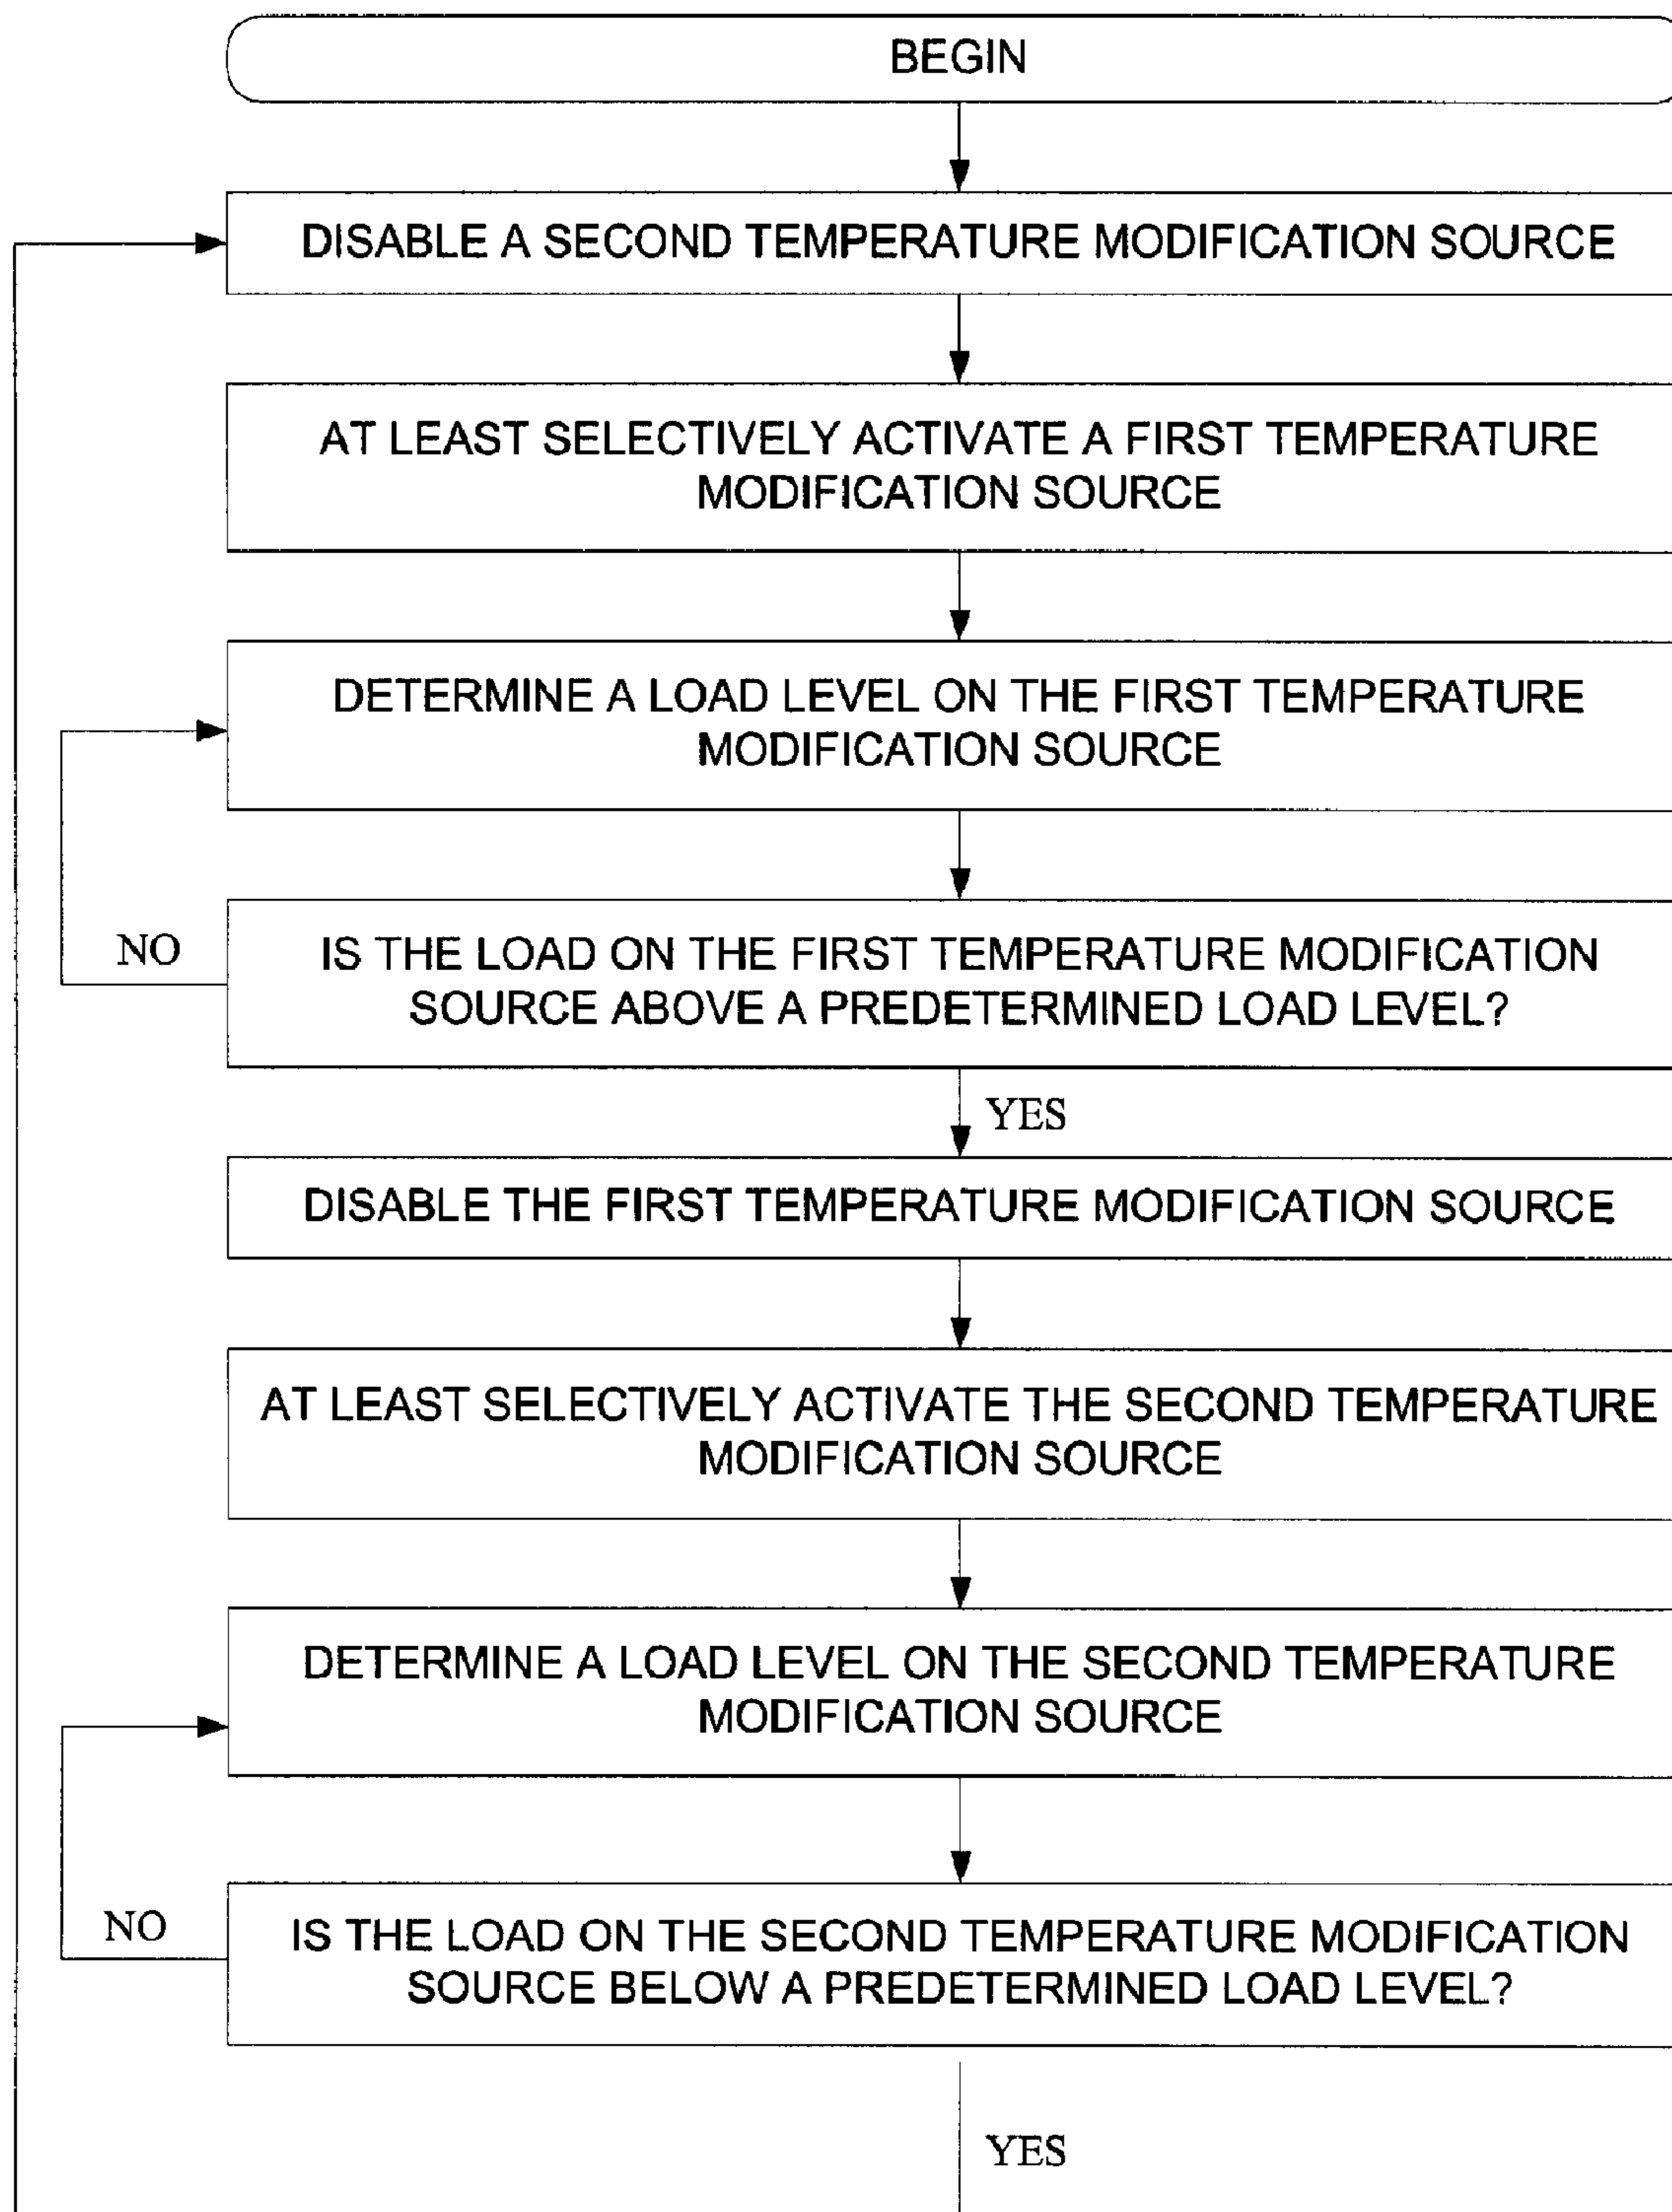 BEGIN
DISABLE A SECOND TEMPERATURE MODIFICATION SOURCE
AT LEAST SELECTIVELY ACTIVATE A FIRST TEMPERATURE
MODIFICATION SOURCE
DETERMINE A LOAD LEVEL ON THE FIRST TEMPERATURE
MODIFICATION SOURCE
NO
IS THE LOAD ON THE FIRST TEMPERATURE MODIFICATION
SOURCE ABOVE A PREDETERMINED LOAD LEVEL?
YES
DISABLE THE FIRST TEMPERATURE MODIFICATION SOURCE
AT LEAST SELECTIVELY ACTIVATE THE SECOND TEMPERATURE
MODIFICATION SOURCE
DETERMINE A LOAD LEVEL ON THE SECOND TEMPERATURE
MODIFICATION SOURCE
NO
IS THE LOAD ON THE SECOND TEMPERATURE MODIFICATION
SOURCE BELOW A PREDETERMINED LOAD LEVEL?
YES